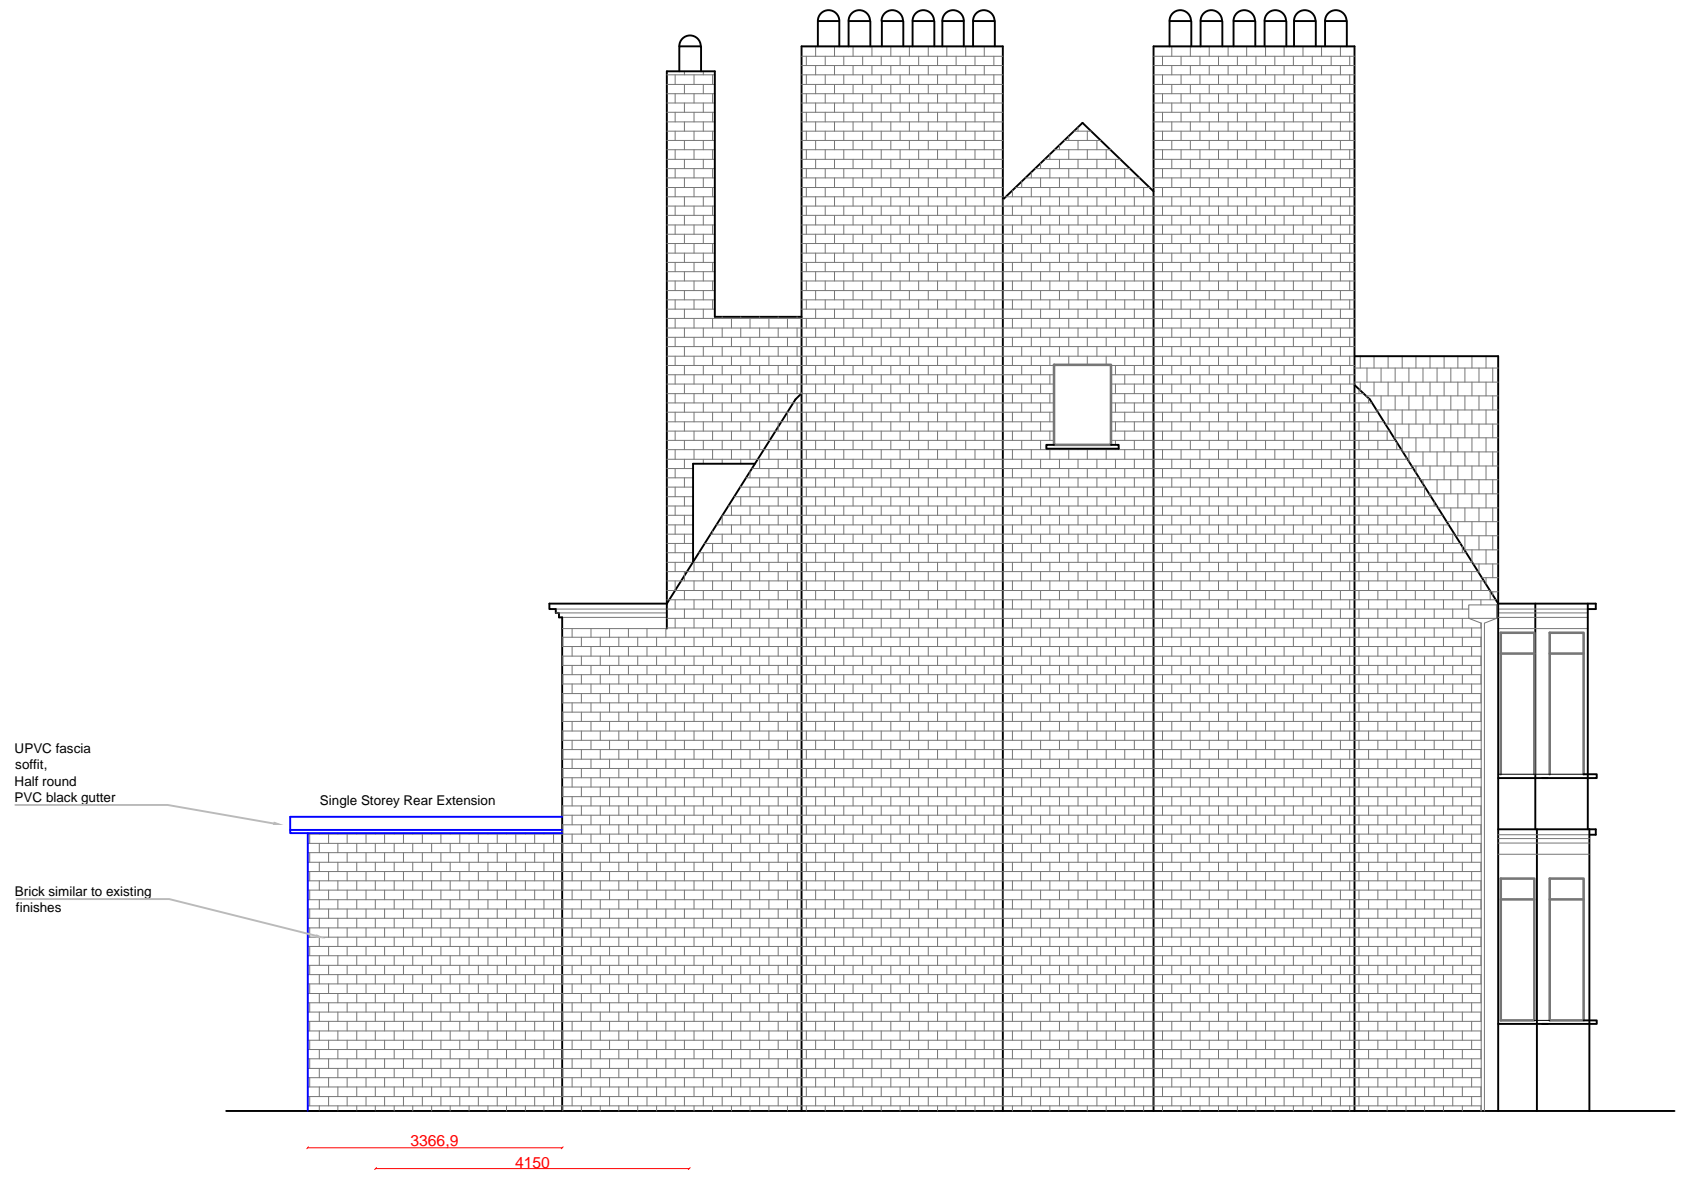 UPVC fascia
soffit,
Half round
PVC black gutter
Single Storey Rear Extension
Brick similar to existing
finishes
3366,9
4150